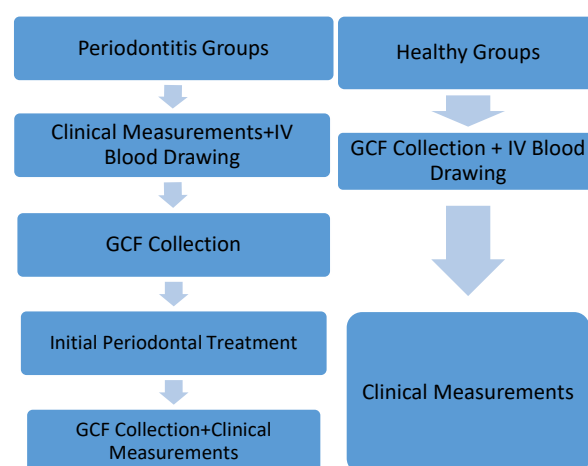 Periodontitis Groups
Clinical Measurements+IV
Blood Drawing
GCF Collection
Initial Periodontal Treatment
GCF Collection+Clinical
Measurements
Healthy Groups
GCF Collection + IV Blood
Drawing
Clinical Measurements